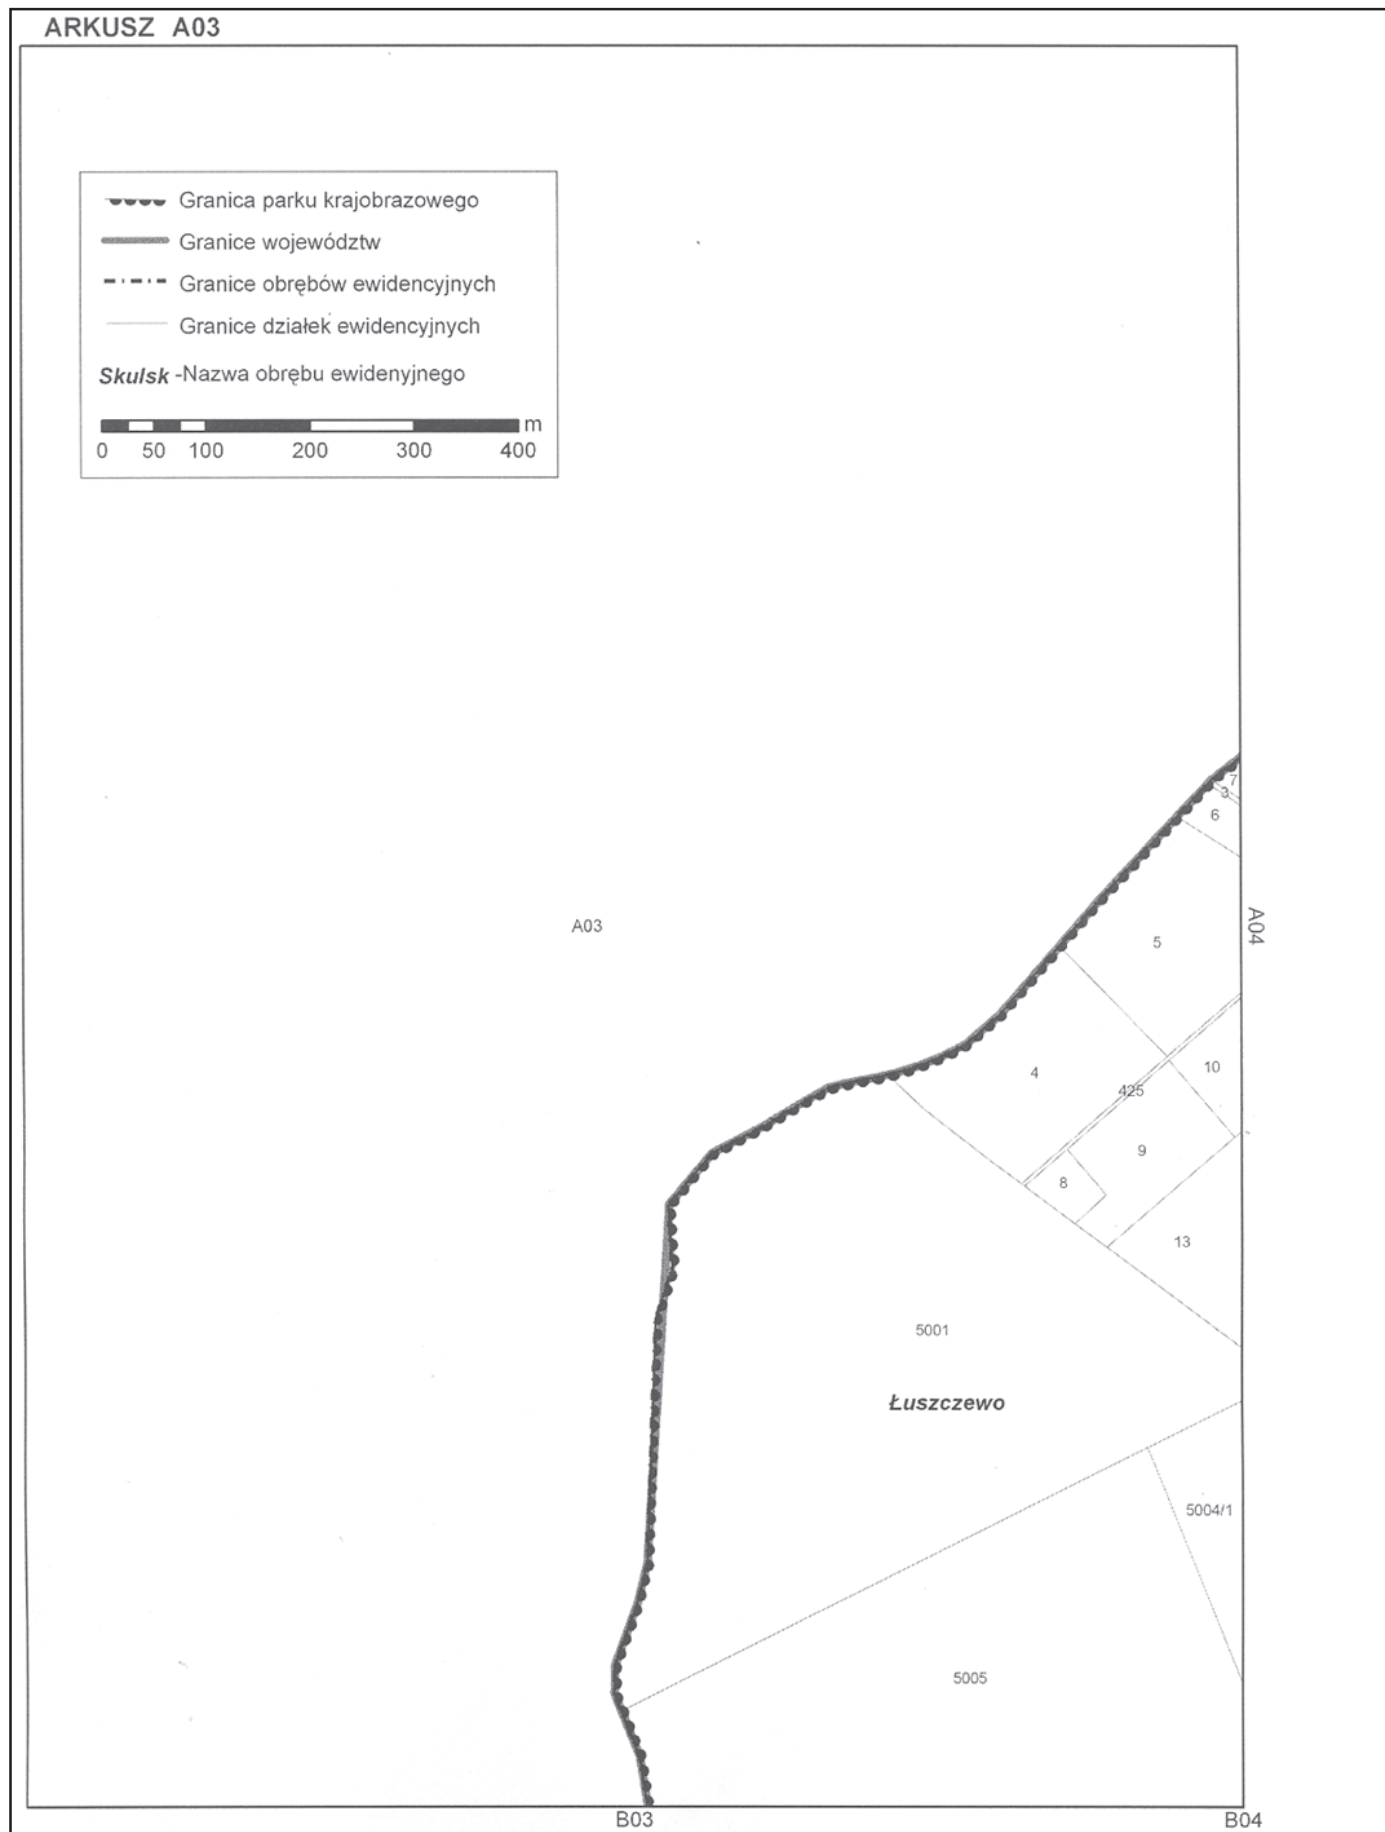 ARKUSZ A03
Granica parku krajobrazowego
Granice województw
Granice obrębów ewidencyjnych
Granice działek ewidencyjnych
Skulsk -Nazwa obrębu ewidenyjnego
m
0 50 100 200 300 400
7
3
6
A03
A04
5
4
10
425
9
8
13
5001
Łuszczewo
5004/1
5005
B03
B04